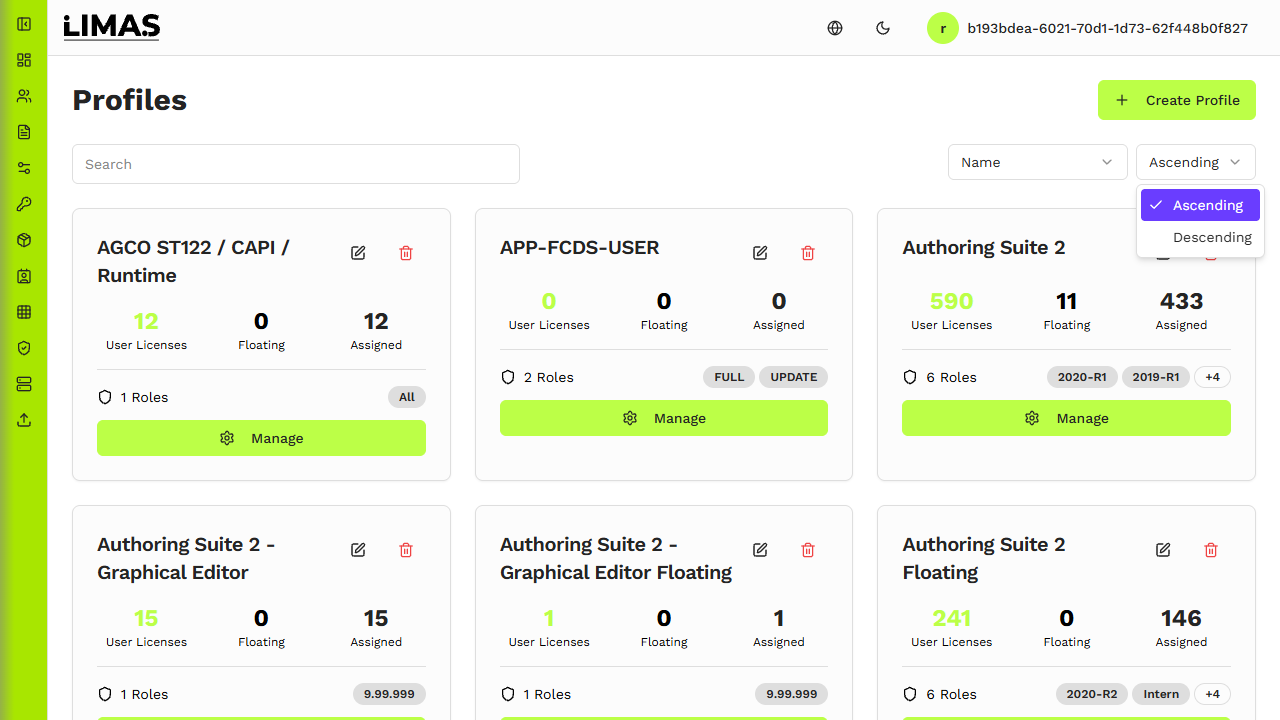 LIMAS
r
b193bdea-6021-70d1-1d73-62f448b0f827
Profiles
Create Profile
Search
Name
Ascending
Ascending
Descending
AGCO ST122 / CAPI /
Runtime
12
User Licenses
0
Floating
12
Assigned
1 Roles
All
Manage
APP-FCDS-USER
0
User Licenses
0
Floating
0
Assigned
2 Roles
FULL
UPDATE
Manage
Authoring Suite 2
590
User Licenses
11
Floating
433
Assigned
6 Roles
2020-R1
2019-R1
+4
Manage
Authoring Suite 2 -
Graphical Editor
15
User Licenses
0
Floating
15
Assigned
1 Roles
9.99.999
Authoring Suite 2 -
Graphical Editor Floating
1
User Licenses
0
Floating
1
Assigned
1 Roles
9.99.999
Authoring Suite 2
Floating
241
User Licenses
0
Floating
146
Assigned
6 Roles
2020-R2
Intern
+4